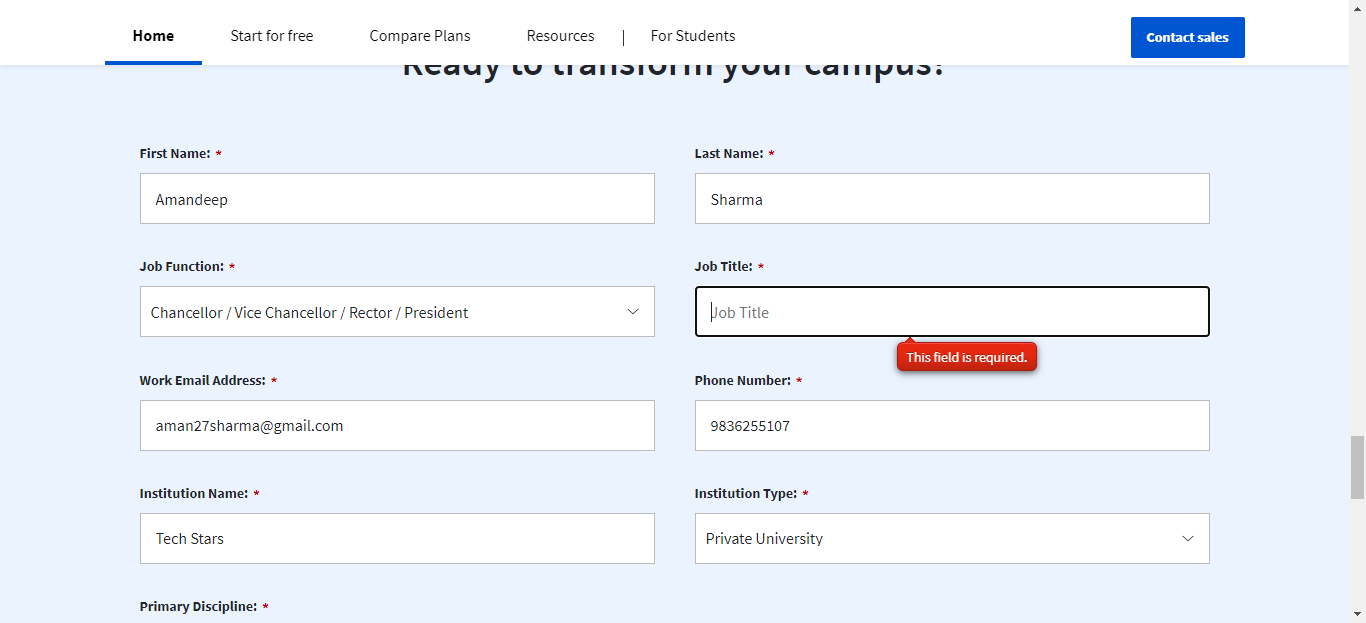 Home Start for free Compare Plans Resources | For Students Contact sales
Ready to transform your campus?
First Name: * Last Name: *
Amandeep Sharma
Job Function: * Job Title: *
Chancellor / Vice Chancellor / Rector / President Job Title
This field is required.
Work Email Address: * Phone Number: *
aman27sharma@gmail.com 9836255107
Institution Name: * Institution Type: *
Tech Stars Private University
Primary Discipline: *